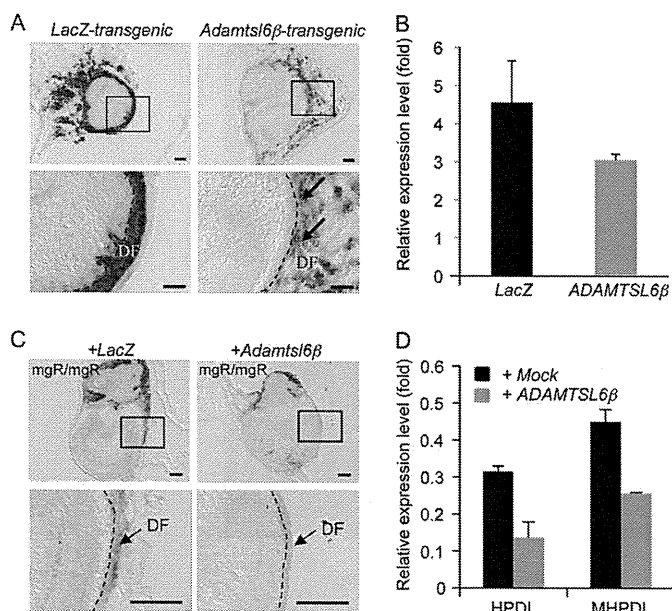 A
LacZ-transgenic
Adamtsl6β-transgenic
DF
DF
B
Relative expression level (fold)
6
5
4
3
2
1
0
LacZ
ADAMTSL6β
C
+LacZ
+Adamtsl6β
mgR/mgR
mgR/mgR
DF
DF
D
Relative expression level (fold)
0.6
0.5
0.4
0.3
0.2
0.1
0
+ Mock
+ ADAMTSL6β
HPDL
MHPDL